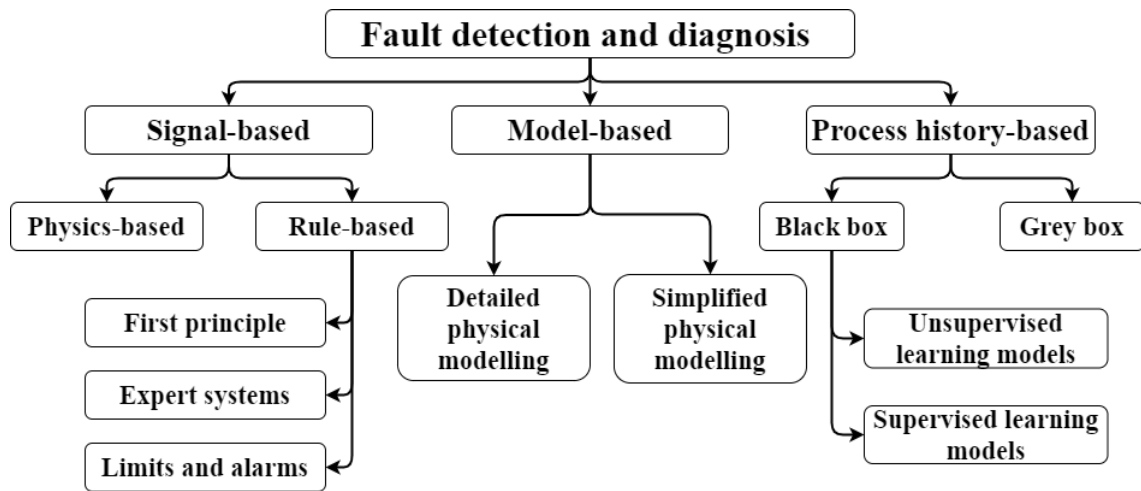 Fault detection and diagnosis
Signal-based
Model-based
Process history-based
Physics-based
Rule-based
Black box
Grey box
First principle
Expert systems
Limits and alarms
Detailed
physical
modelling
Simplified
physical
modelling
Unsupervised
learning models
Supervised learning
models